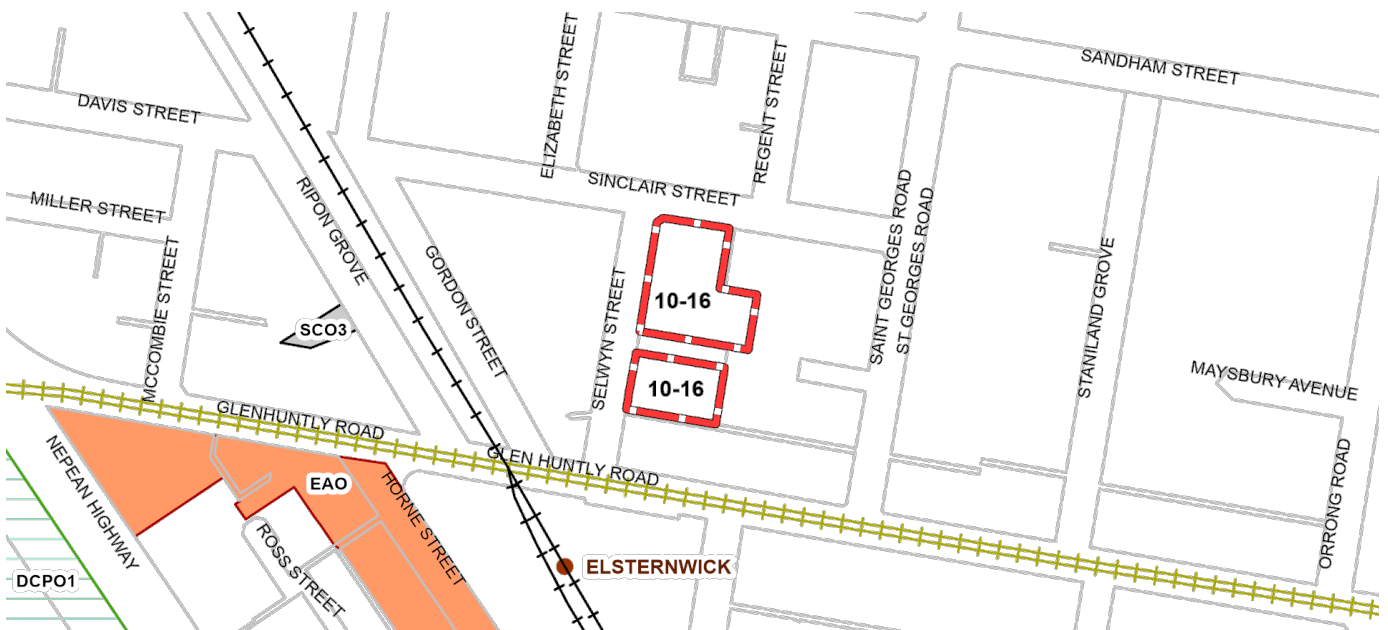 SANDHAM STREET
DAVIS STREET
ELIZABETH STREET
REGENT STREET
SINCLAIR STREET
MILLER STREET
RIPON GROVE
GORDON STREET
MCCOMBIE STREET
SELWYN STREET
SAINT GEORGES ROAD
ST GEORGES ROAD
STANILAND GROVE
10-16
SCO3
10-16
MAYSBURY AVENUE
GLENHUNTLY ROAD
GLEN HUNTLY ROAD
NEPEAN HIGHWAY
EAO
HORNE STREET
ROSS STREET
ORRONG ROAD
ELSTERNWICK
DCPO1